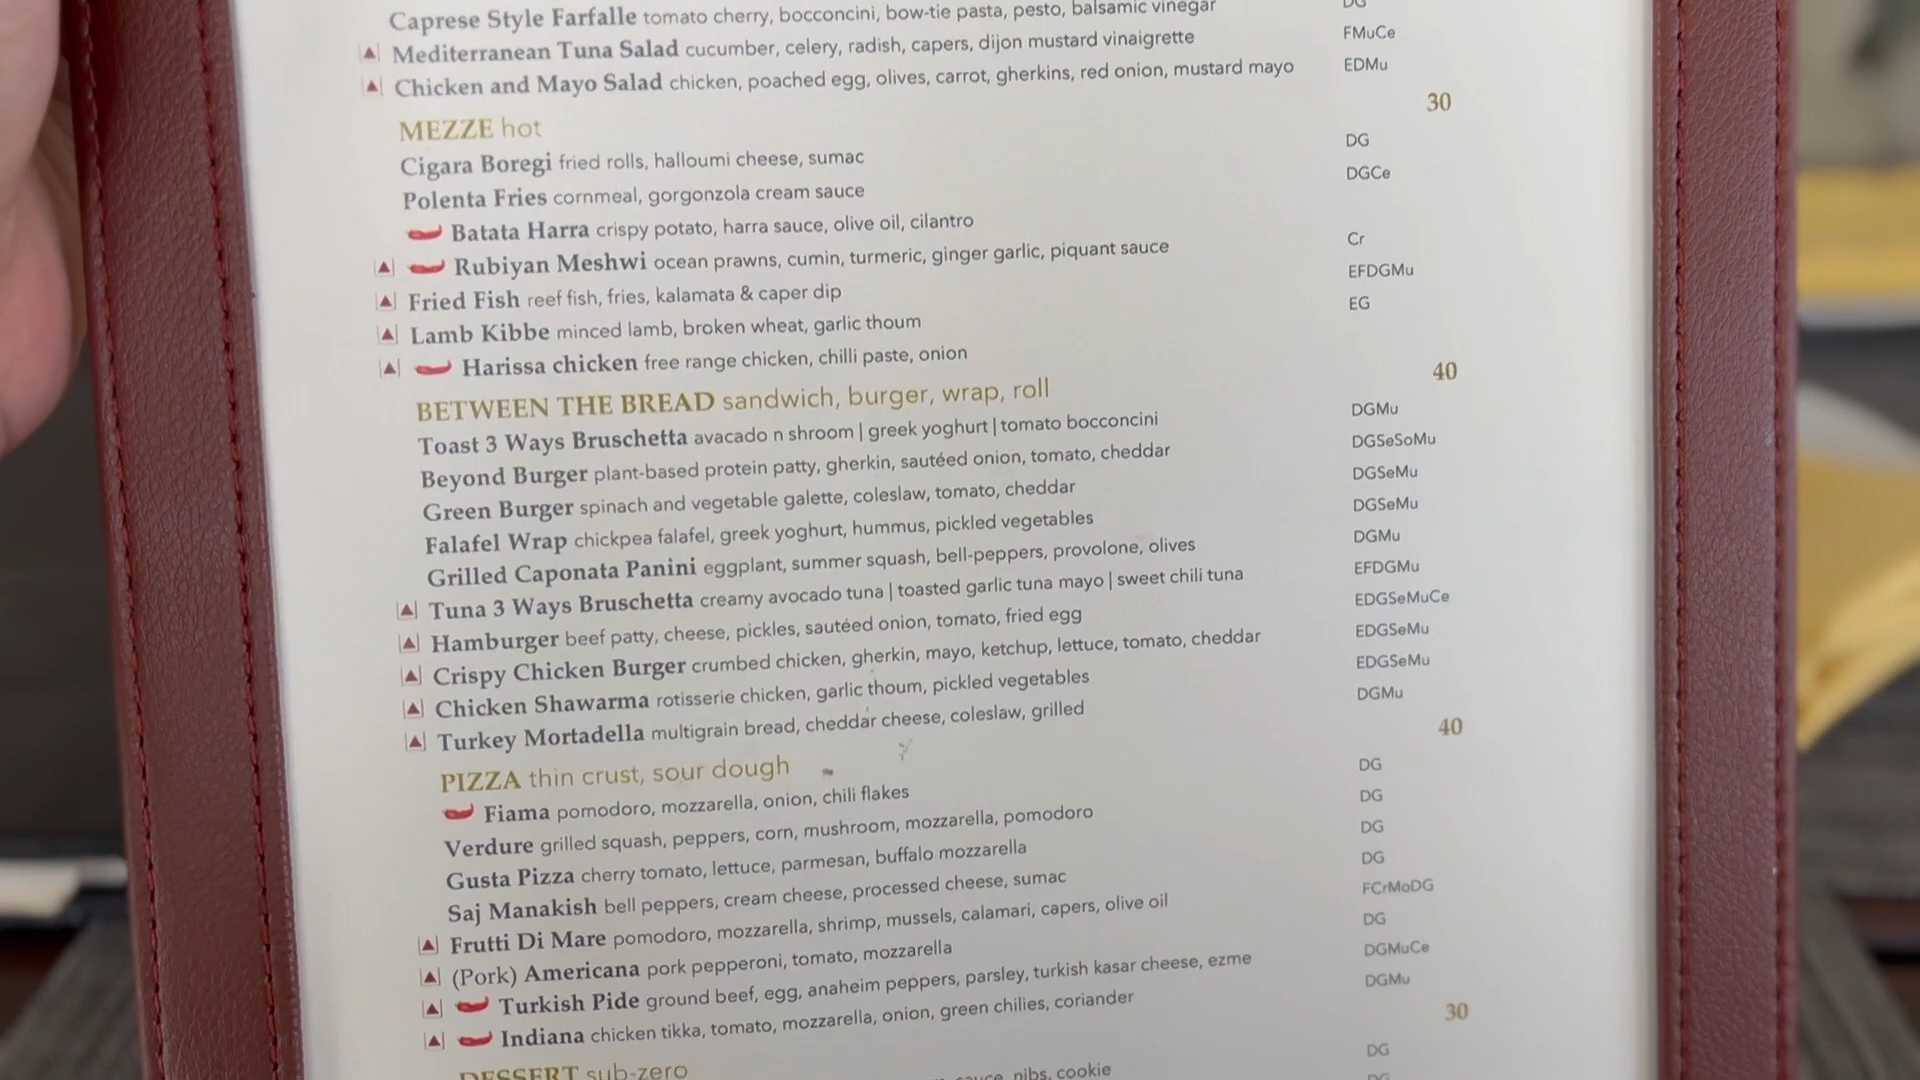 Caprese Style Farfalle tomato cherry, bocconcini, bow-tie pasta, pesto, balsamic vinegar DG
Mediterranean Tuna Salad cucumber, celery, radish, capers, dijon mustard vinaigrette FMuCe
Chicken and Mayo Salad chicken, poached egg, olives, carrot, gherkins, red onion, mustard mayo EDMu
MEZZE hot 30
Cigara Boregi fried rolls, halloumi cheese, sumac DG
Polenta Fries cornmeal, gorgonzola cream sauce DGCe
Batata Harra crispy potato, harra sauce, olive oil, cilantro
Rubiyan Meshwi ocean prawns, cumin, turmeric, ginger garlic, piquant sauce Cr
Fried Fish reef fish, fries, kalamata & caper dip EFDGMu
Lamb Kibbe minced lamb, broken wheat, garlic thoum EG
Harissa chicken free range chicken, chilli paste, onion
BETWEEN THE BREAD sandwich, burger, wrap, roll 40
Toast 3 Ways Bruschetta avacado n shroom | greek yoghurt | tomato bocconcini DGMu
Beyond Burger plant-based protein patty, gherkin, sautéed onion, tomato, cheddar DGSeSoMu
Green Burger spinach and vegetable galette, coleslaw, tomato, cheddar DGSeMu
Falafel Wrap chickpea falafel, greek yoghurt, hummus, pickled vegetables DGSeMu
Grilled Caponata Panini eggplant, summer squash, bell-peppers, provolone, olives DGMu
Tuna 3 Ways Bruschetta creamy avocado tuna | toasted garlic tuna mayo | sweet chili tuna EFDGMu
Hamburger beef patty, cheese, pickles, sautéed onion, tomato, fried egg EDGSeMuCe
Crispy Chicken Burger crumbed chicken, gherkin, mayo, ketchup, lettuce, tomato, cheddar EDGSeMu
Chicken Shawarma rotisserie chicken, garlic thoum, pickled vegetables EDGSeMu
Turkey Mortadella multigrain bread, cheddar cheese, coleslaw, grilled DGMu
PIZZA thin crust, sour dough 40
Fiama pomodoro, mozzarella, onion, chili flakes DG
Verdure grilled squash, peppers, corn, mushroom, mozzarella, pomodoro DG
Gusta Pizza cherry tomato, lettuce, parmesan, buffalo mozzarella DG
Saj Manakish bell peppers, cream cheese, processed cheese, sumac DG
Frutti Di Mare pomodoro, mozzarella, shrimp, mussels, calamari, capers, olive oil FCrMoDG
(Pork) Americana pork pepperoni, tomato, mozzarella DG
Turkish Pide ground beef, egg, anaheim peppers, parsley, turkish kasar cheese, ezme DGMuCe
Indiana chicken tikka, tomato, mozzarella, onion, green chilies, coriander DGMu
DESSERT sub-zero 30
sauce, nibs, cookie DG